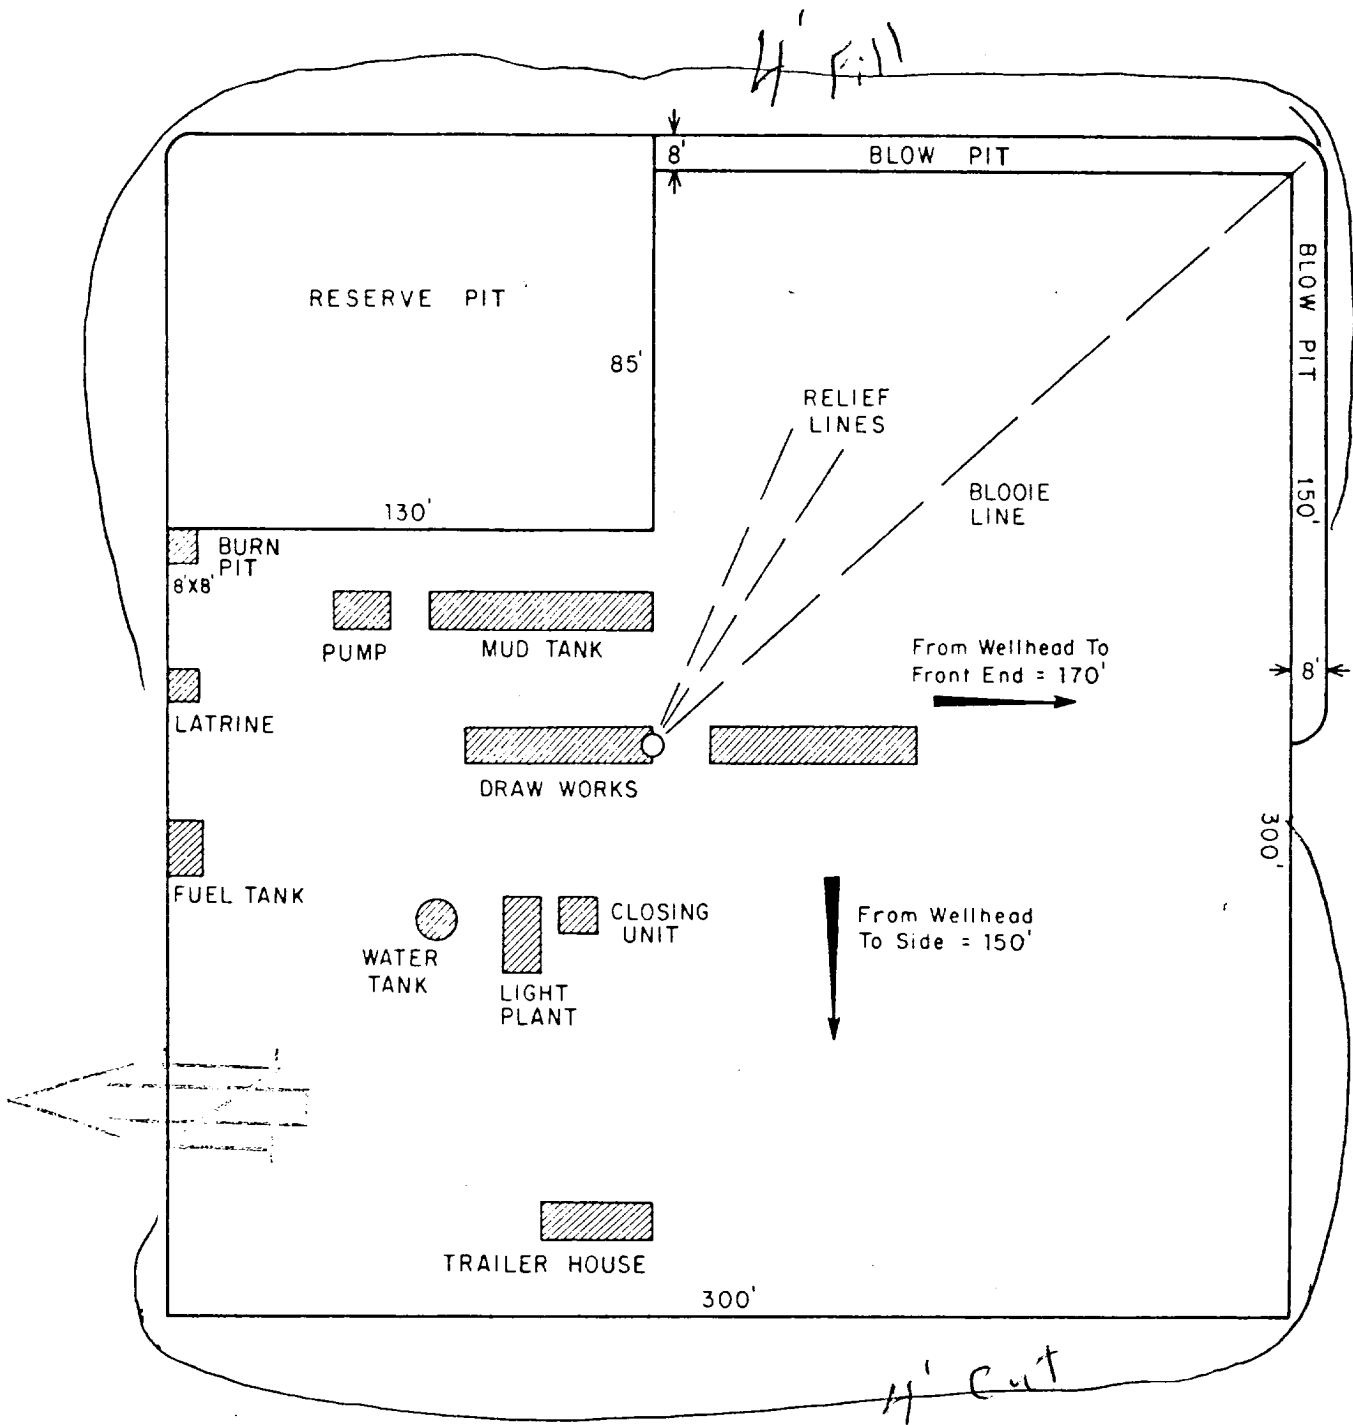 4' Fill
8'
BLOW PIT
BLOW PIT
RESERVE PIT
85'
RELIEF
LINES
130'
BLOOIE
LINE
150'
BURN
PIT
8'X8'
PUMP
MUD TANK
From Wellhead To
Front End = 170'
8'
LATRINE
DRAW WORKS
300'
FUEL TANK
CLOSING
UNIT
From Wellhead
To Side = 150'
WATER
TANK
LIGHT
PLANT
TRAILER HOUSE
300'
4' Cut